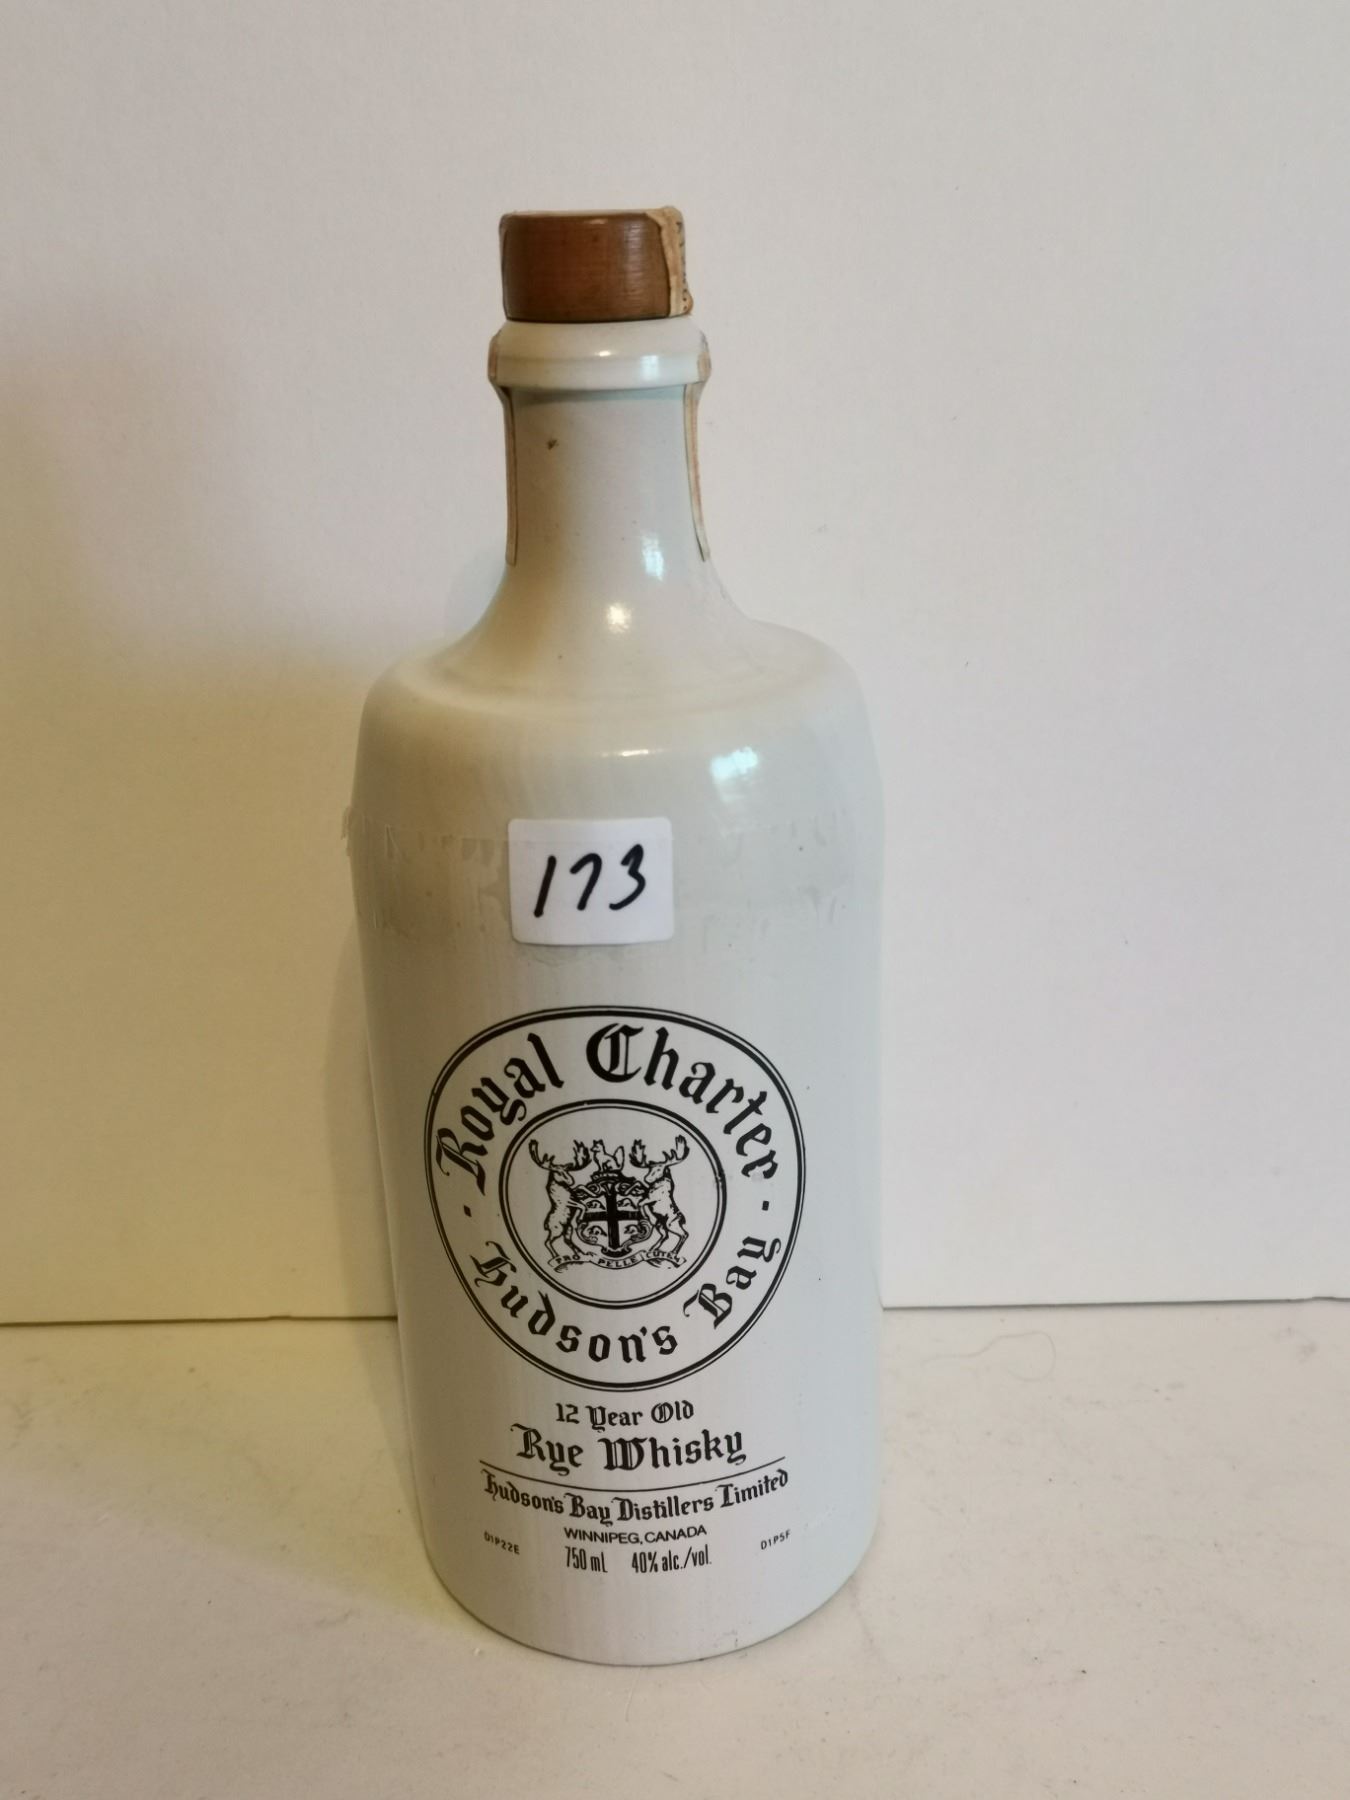 173
Royal Charter
Hudson's Bay
PRO PELLE CUTEM
12 Year Old
Rye Whisky
Hudson's Bay Distillers Limited
WINNIPEG, CANADA
D1P22E
750 mL 40% alc./vol.
D1P5F